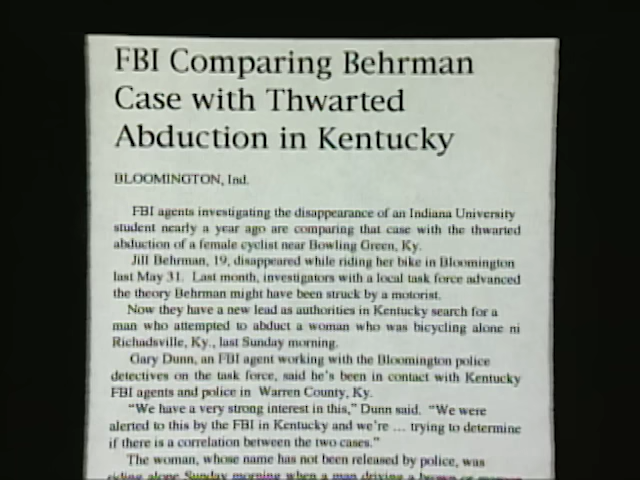 FBI Comparing Behrman
Case with Thwarted
Abduction in Kentucky
BLOOMINGTON, Ind.
FBI agents investigating the disappearance of an Indiana University
student nearly a year ago are comparing that case with the thwarted
abduction of a female cyclist near Bowling Green, Ky.
Jill Behrman, 19, disappeared while riding her bike in Bloomington
last May 31. Last month, investigators with a local task force advanced
the theory Behrman might have been struck by a motorist.
Now they have a new lead as authorities in Kentucky search for a
man who attempted to abduct a woman who was bicycling alone ni
Richadsville, Ky., last Sunday morning.
Gary Dunn, an FBI agent working with the Bloomington police
detectives on the task force, said he's been in contact with Kentucky
FBI agents and police in Warren County, Ky.
“We have a very strong interest in this,” Dunn said. “We were
alerted to this by the FBI in Kentucky and we're ... trying to determine
if there is a correlation between the two cases.”
The woman, whose name has not been released by police, was
riding alone Sunday morning when a man driving a